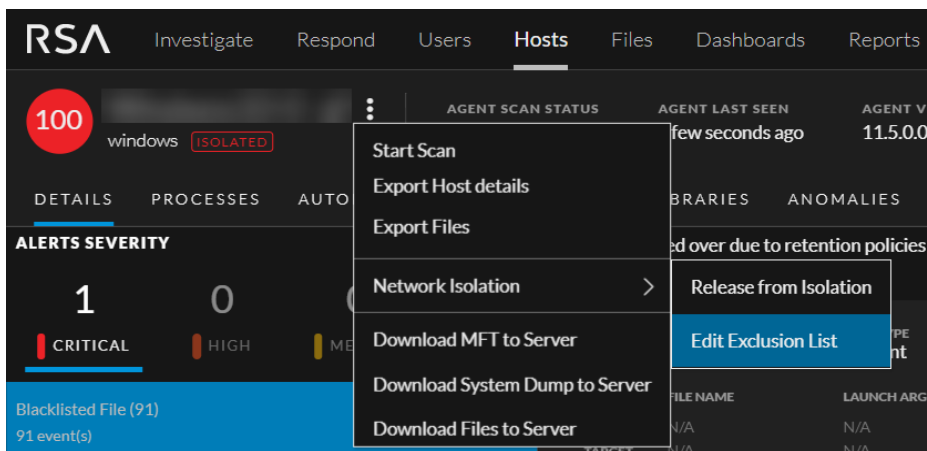 RSA Investigate Respond Users Hosts Files Dashboards Reports
100
windows ISOLATED
AGENT SCAN STATUS AGENT LAST SEEN AGENT V
few seconds ago 11.5.0.0
Start Scan
Export Host details
Export Files
Network Isolation
Download MFT to Server
Download System Dump to Server
Download Files to Server
Release from Isolation
Edit Exclusion List
DETAILS PROCESSES AUTO BRARIES ANOMALIES
ALERTS SEVERITY
ed over due to retention policies
1 0
CRITICAL HIGH ME
Blacklisted File (91)
91 event(s)
FILE NAME LAUNCH ARG
N/A N/A